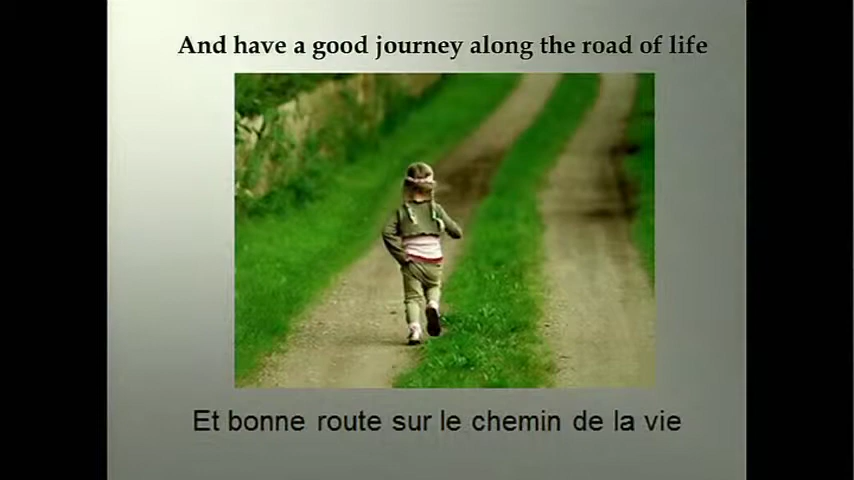 And have a good journey along the road of life
Et bonne route sur le chemin de la vie